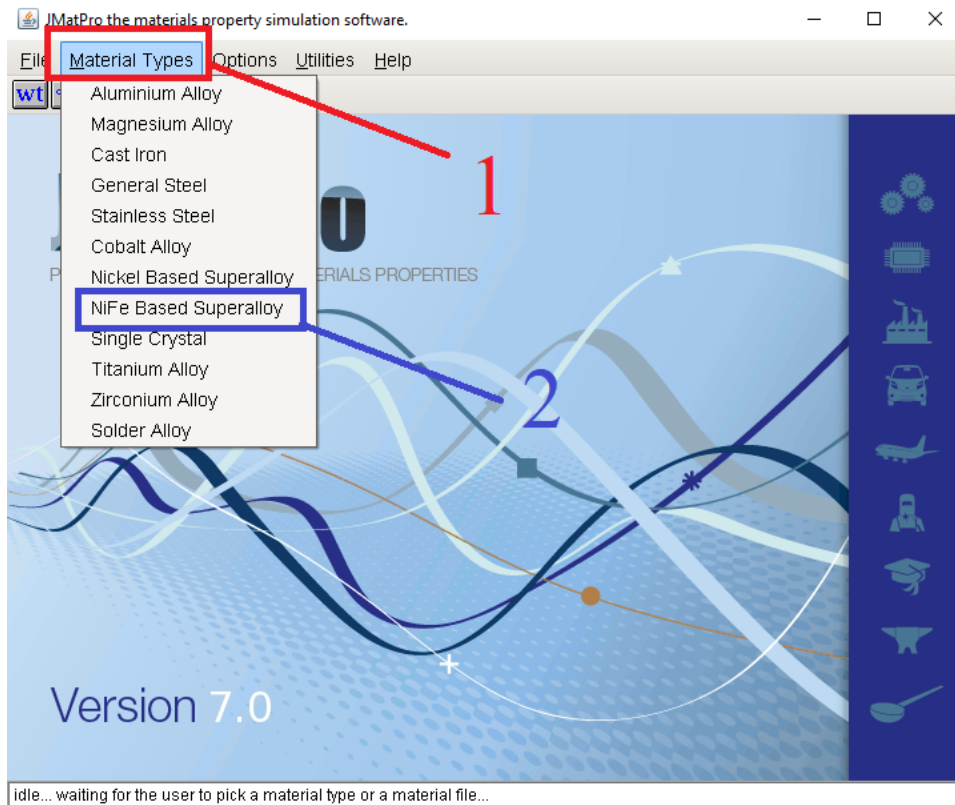 JMatPro the materials property simulation software.
File Material Types Options Utilities Help
wt
Aluminium Alloy
Magnesium Alloy
Cast Iron
General Steel
Stainless Steel
Cobalt Alloy
Nickel Based Superalloy
NiFe Based Superalloy
Single Crystal
Titanium Alloy
Zirconium Alloy
Solder Alloy
1
PROPERTIES
2
Version 7.0
idle... waiting for the user to pick a material type or a material file...